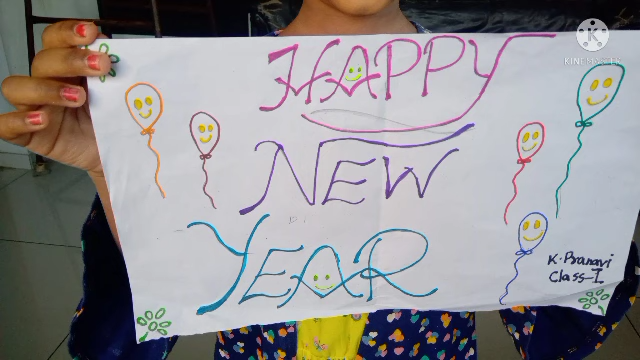 KINEMASTER
HAPPY
NEW
YEAR
K. Pranavi
Class-I